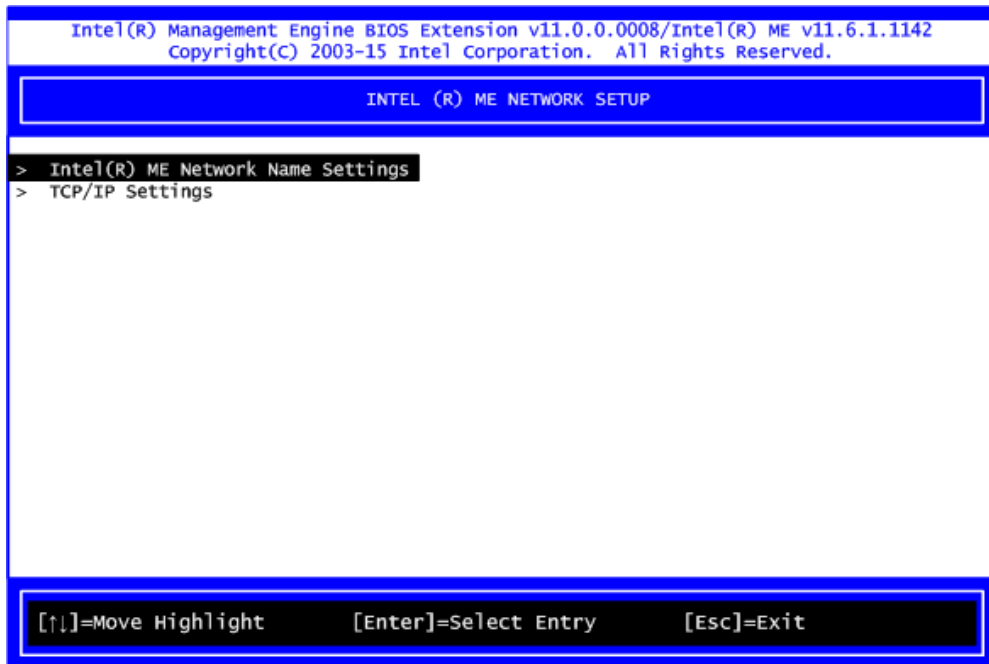 Intel(R) Management Engine BIOS Extension v11.0.0.0008/Intel(R) ME v11.6.1.1142
Copyright(C) 2003-15 Intel Corporation.  All Rights Reserved.
INTEL (R) ME NETWORK SETUP
> Intel(R) ME Network Name Settings
> TCP/IP Settings
[↑↓]=Move Highlight [Enter]=Select Entry [Esc]=Exit